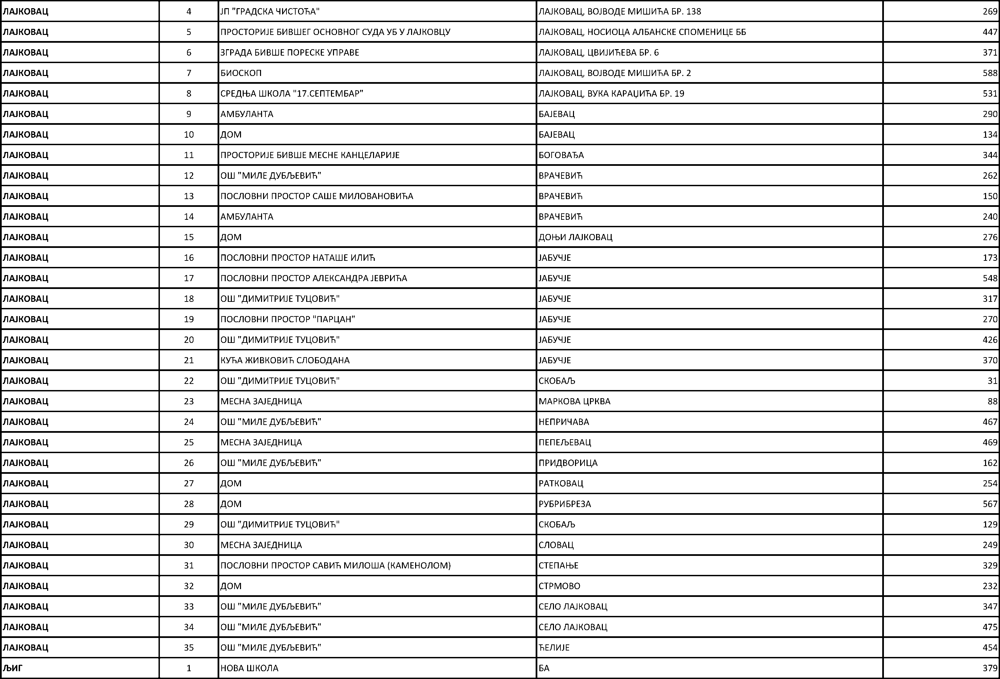 ЛАЈКОВАЦ 4 ЈП "ГРАДСКА ЧИСТОЋА" ЛАЈКОВАЦ, ВОЈВОДЕ МИШИЋА БР. 138 269
ЛАЈКОВАЦ 5 ПРОСТОРИЈЕ БИВШЕГ ОСНОВНОГ СУДА УБ У ЛАЈКОВЦУ ЛАЈКОВАЦ, НОСИОЦА АЛБАНСКЕ СПОМЕНИЦЕ ББ 447
ЛАЈКОВАЦ 6 ЗГРАДА БИВШЕ ПОРЕСКЕ УПРАВЕ ЛАЈКОВАЦ, ЦВИЈИЋЕВА БР. 6 371
ЛАЈКОВАЦ 7 БИОСКОП ЛАЈКОВАЦ, ВОЈВОДЕ МИШИЋА БР. 2 588
ЛАЈКОВАЦ 8 СРЕДЊА ШКОЛА "17.СЕПТЕМБАР" ЛАЈКОВАЦ, ВУКА КАРАЏИЋА БР. 19 531
ЛАЈКОВАЦ 9 АМБУЛАНТА БАЈЕВАЦ 290
ЛАЈКОВАЦ 10 ДОМ БАЈЕВАЦ 134
ЛАЈКОВАЦ 11 ПРОСТОРИЈЕ БИВШЕ МЕСНЕ КАНЦЕЛАРИЈЕ БОГОВАЂА 344
ЛАЈКОВАЦ 12 ОШ "МИЛЕ ДУБЉЕВИЋ" ВРАЧЕВИЋ 262
ЛАЈКОВАЦ 13 ПОСЛОВНИ ПРОСТОР САШЕ МИЛОВАНОВИЋА ВРАЧЕВИЋ 150
ЛАЈКОВАЦ 14 АМБУЛАНТА ВРАЧЕВИЋ 240
ЛАЈКОВАЦ 15 ДОМ ДОЊИ ЛАЈКОВАЦ 276
ЛАЈКОВАЦ 16 ПОСЛОВНИ ПРОСТОР НАТАШЕ ИЛИЋ ЈАБУЧЈЕ 173
ЛАЈКОВАЦ 17 ПОСЛОВНИ ПРОСТОР АЛЕКСАНДРА ЈЕВРИЋА ЈАБУЧЈЕ 548
ЛАЈКОВАЦ 18 ОШ "ДИМИТРИЈЕ ТУЦОВИЋ" ЈАБУЧЈЕ 317
ЛАЈКОВАЦ 19 ПОСЛОВНИ ПРОСТОР "ПАРЦАН" ЈАБУЧЈЕ 270
ЛАЈКОВАЦ 20 ОШ "ДИМИТРИЈЕ ТУЦОВИЋ" ЈАБУЧЈЕ 426
ЛАЈКОВАЦ 21 КУЋА ЖИВКОВИЋ СЛОБОДАНА ЈАБУЧЈЕ 370
ЛАЈКОВАЦ 22 ОШ "ДИМИТРИЈЕ ТУЦОВИЋ" СКОБАЉ 31
ЛАЈКОВАЦ 23 МЕСНА ЗАЈЕДНИЦА МАРКОВА ЦРКВА 88
ЛАЈКОВАЦ 24 ОШ "МИЛЕ ДУБЉЕВИЋ" НЕПРИЧАВА 467
ЛАЈКОВАЦ 25 МЕСНА ЗАЈЕДНИЦА ПЕПЕЉЕВАЦ 469
ЛАЈКОВАЦ 26 ОШ "МИЛЕ ДУБЉЕВИЋ" ПРИДВОРИЦА 162
ЛАЈКОВАЦ 27 ДОМ РАТКОВАЦ 254
ЛАЈКОВАЦ 28 ДОМ РУБРИБРЕЗА 567
ЛАЈКОВАЦ 29 ОШ "ДИМИТРИЈЕ ТУЦОВИЋ" СКОБАЉ 129
ЛАЈКОВАЦ 30 МЕСНА ЗАЈЕДНИЦА СЛОВАЦ 249
ЛАЈКОВАЦ 31 ПОСЛОВНИ ПРОСТОР САВИЋ МИЛОША (КАМЕНОЛОМ) СТЕПАЊЕ 329
ЛАЈКОВАЦ 32 ДОМ СТРМОВО 232
ЛАЈКОВАЦ 33 ОШ "МИЛЕ ДУБЉЕВИЋ" СЕЛО ЛАЈКОВАЦ 347
ЛАЈКОВАЦ 34 ОШ "МИЛЕ ДУБЉЕВИЋ" СЕЛО ЛАЈКОВАЦ 475
ЛАЈКОВАЦ 35 ОШ "МИЛЕ ДУБЉЕВИЋ" ЋЕЛИЈЕ 454
ЉИГ 1 НОВА ШКОЛА БА 379